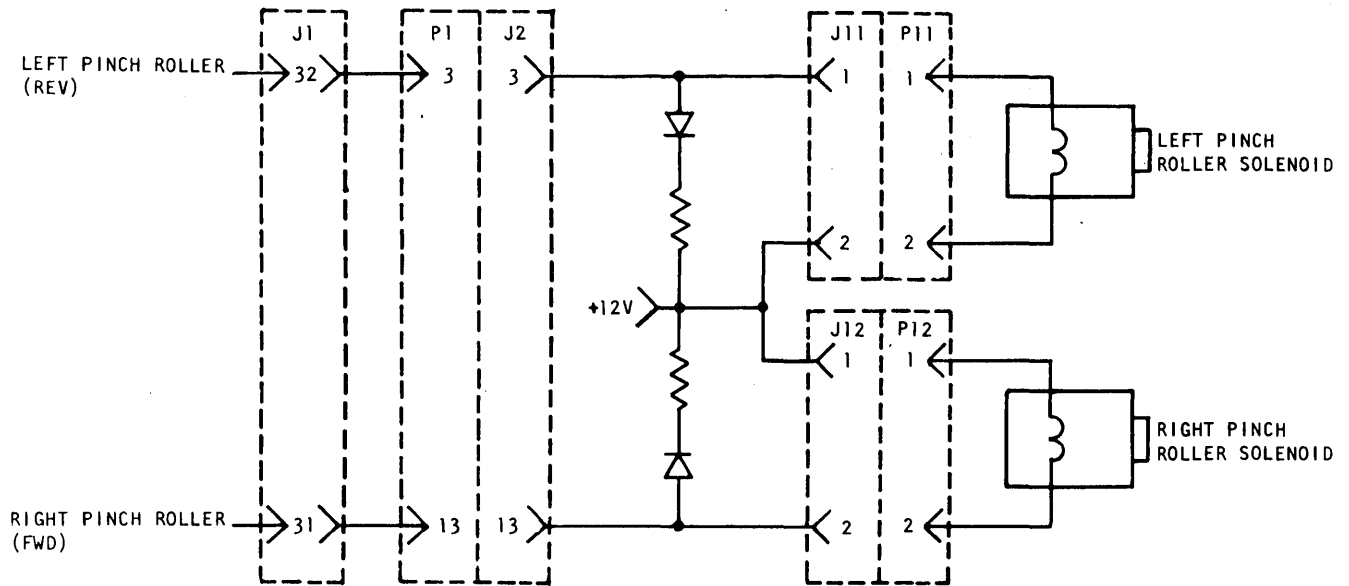 J1
P1
J2
J11
P11
LEFT PINCH ROLLER
(REV)
32
3
3
1
1
LEFT PINCH
ROLLER SOLENOID
2
2
+12V
J12
P12
1
1
RIGHT PINCH
ROLLER SOLENOID
RIGHT PINCH ROLLER
(FWD)
31
13
13
2
2